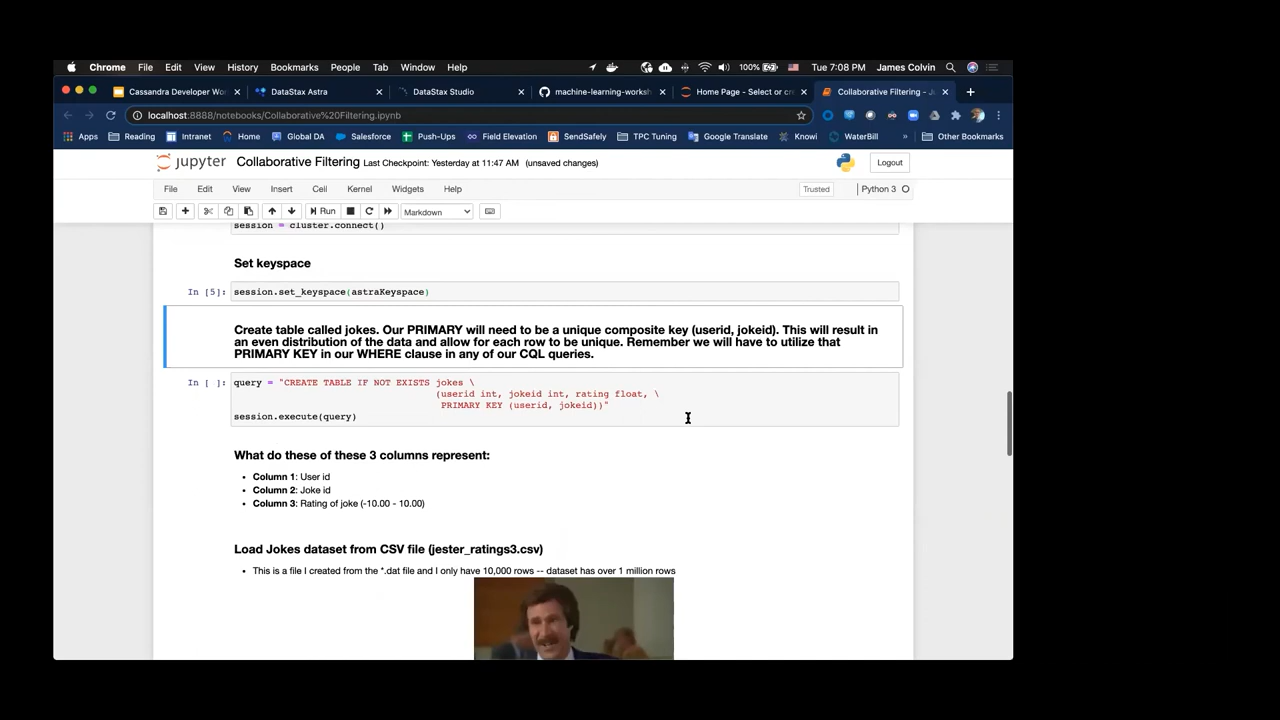 Chrome File Edit View History Bookmarks People Tab Window Help 100% Tue 7:08 PM James Colvin
Cassandra Developer Wo DataStax Astra DataStax Studio machine-learning-worksh Home Page - Select or cr Collaborative Filtering - J
localhost:8888/notebooks/Collaborative%20Filtering.ipynb
Apps Reading Intranet Home Global DA Salesforce Push-Ups Field Elevation SendSafely TPC Tuning Google Translate Knowi WaterBill » Other Bookmarks
jupyter Collaborative Filtering Last Checkpoint: Yesterday at 11:47 AM (unsaved changes) Logout
File Edit View Insert Cell Kernel Widgets Help Trusted Python 3
Run Markdown
session = cluster.connect()
Set keyspace
In [5]: session.set_keyspace(astraKeyspace)
Create table called jokes. Our PRIMARY will need to be a unique composite key (userid, jokeid). This will result in
an even distribution of the data and allow for each row to be unique. Remember we will have to utilize that
PRIMARY KEY in our WHERE clause in any of our CQL queries.
In [ ]: query = "CREATE TABLE IF NOT EXISTS jokes \
(userid int, jokeid int, rating float, \
PRIMARY KEY (userid, jokeid))"
session.execute(query)
What do these of these 3 columns represent:
• Column 1: User id
• Column 2: Joke id
• Column 3: Rating of joke (-10.00 - 10.00)
Load Jokes dataset from CSV file (jester_ratings3.csv)
• This is a file I created from the *.dat file and I only have 10,000 rows -- dataset has over 1 million rows